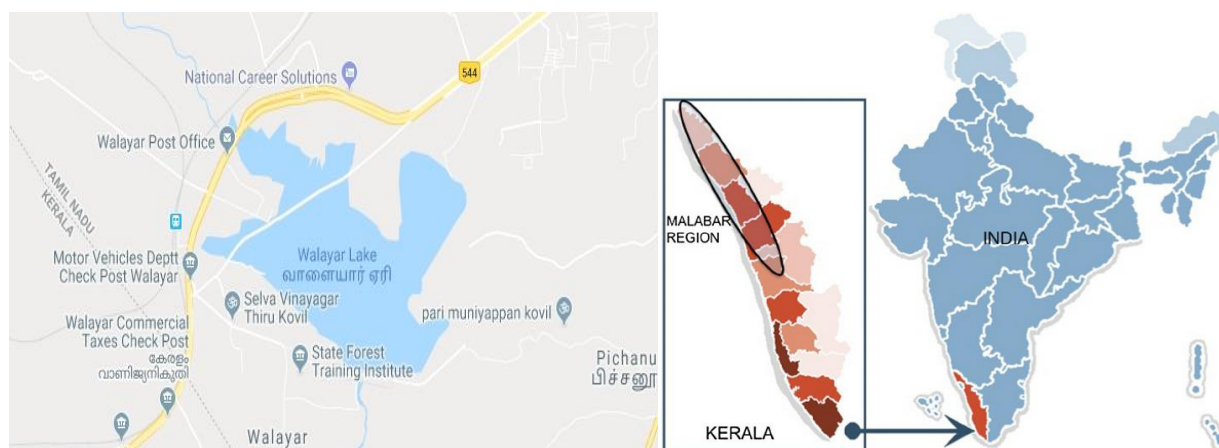 544
National Career Solutions
Walayar Post Office
TAMIL NADU
KERALA
Walayar Lake
வாளையார் ஏரி
Motor Vehicles Deptt
Check Post Walayar
Selva Vinayagar
Thiru Kovil
pari muniyappan kovil
Walayar Commercial
Taxes Check Post
കേരളം
വാണിജ്യനികുതി
State Forest
Training Institute
Pichanu
பிச்சனூ
Walayar
MALABAR
REGION
KERALA
INDIA